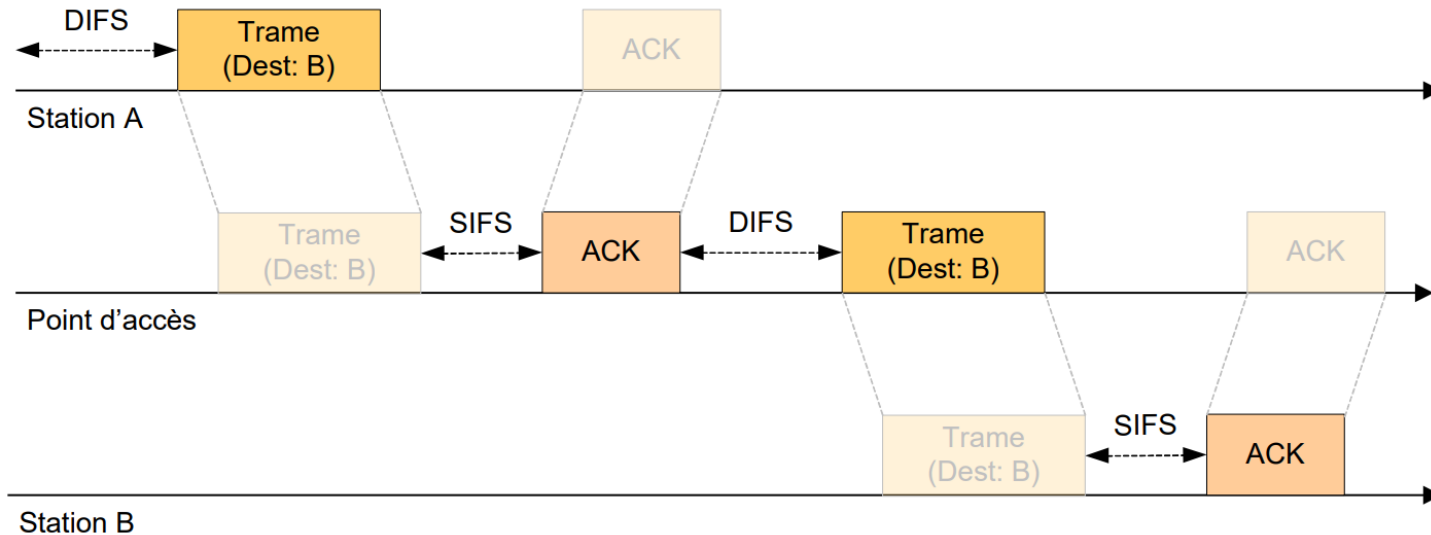 DIFS
Trame
(Dest: B)
ACK
Station A
Trame
(Dest: B)
SIFS
ACK
DIFS
Trame
(Dest: B)
ACK
Point d'accès
Trame
(Dest: B)
SIFS
ACK
Station B